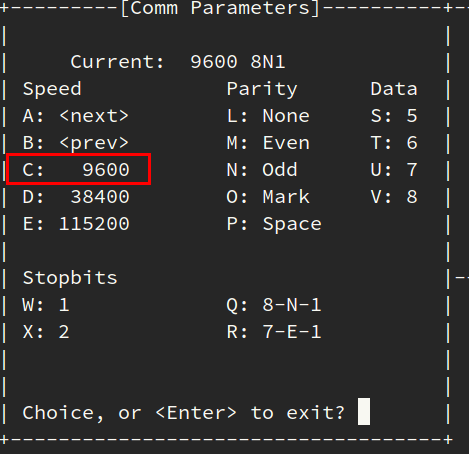 +---------[Comm Parameters]----------+
| |
| Current:  9600 8N1 |
| Speed            Parity      Data |
| A: <next>        L: None     S: 5 |
| B: <prev>        M: Even     T: 6 |
| C:   9600        N: Odd      U: 7 |
| D:  38400        O: Mark     V: 8 |
| E: 115200        P: Space |
| |
| Stopbits |
| W: 1             Q: 8-N-1 |
| X: 2             R: 7-E-1 |
| |
| |
| Choice, or <Enter> to exit? |
+------------------------------------+